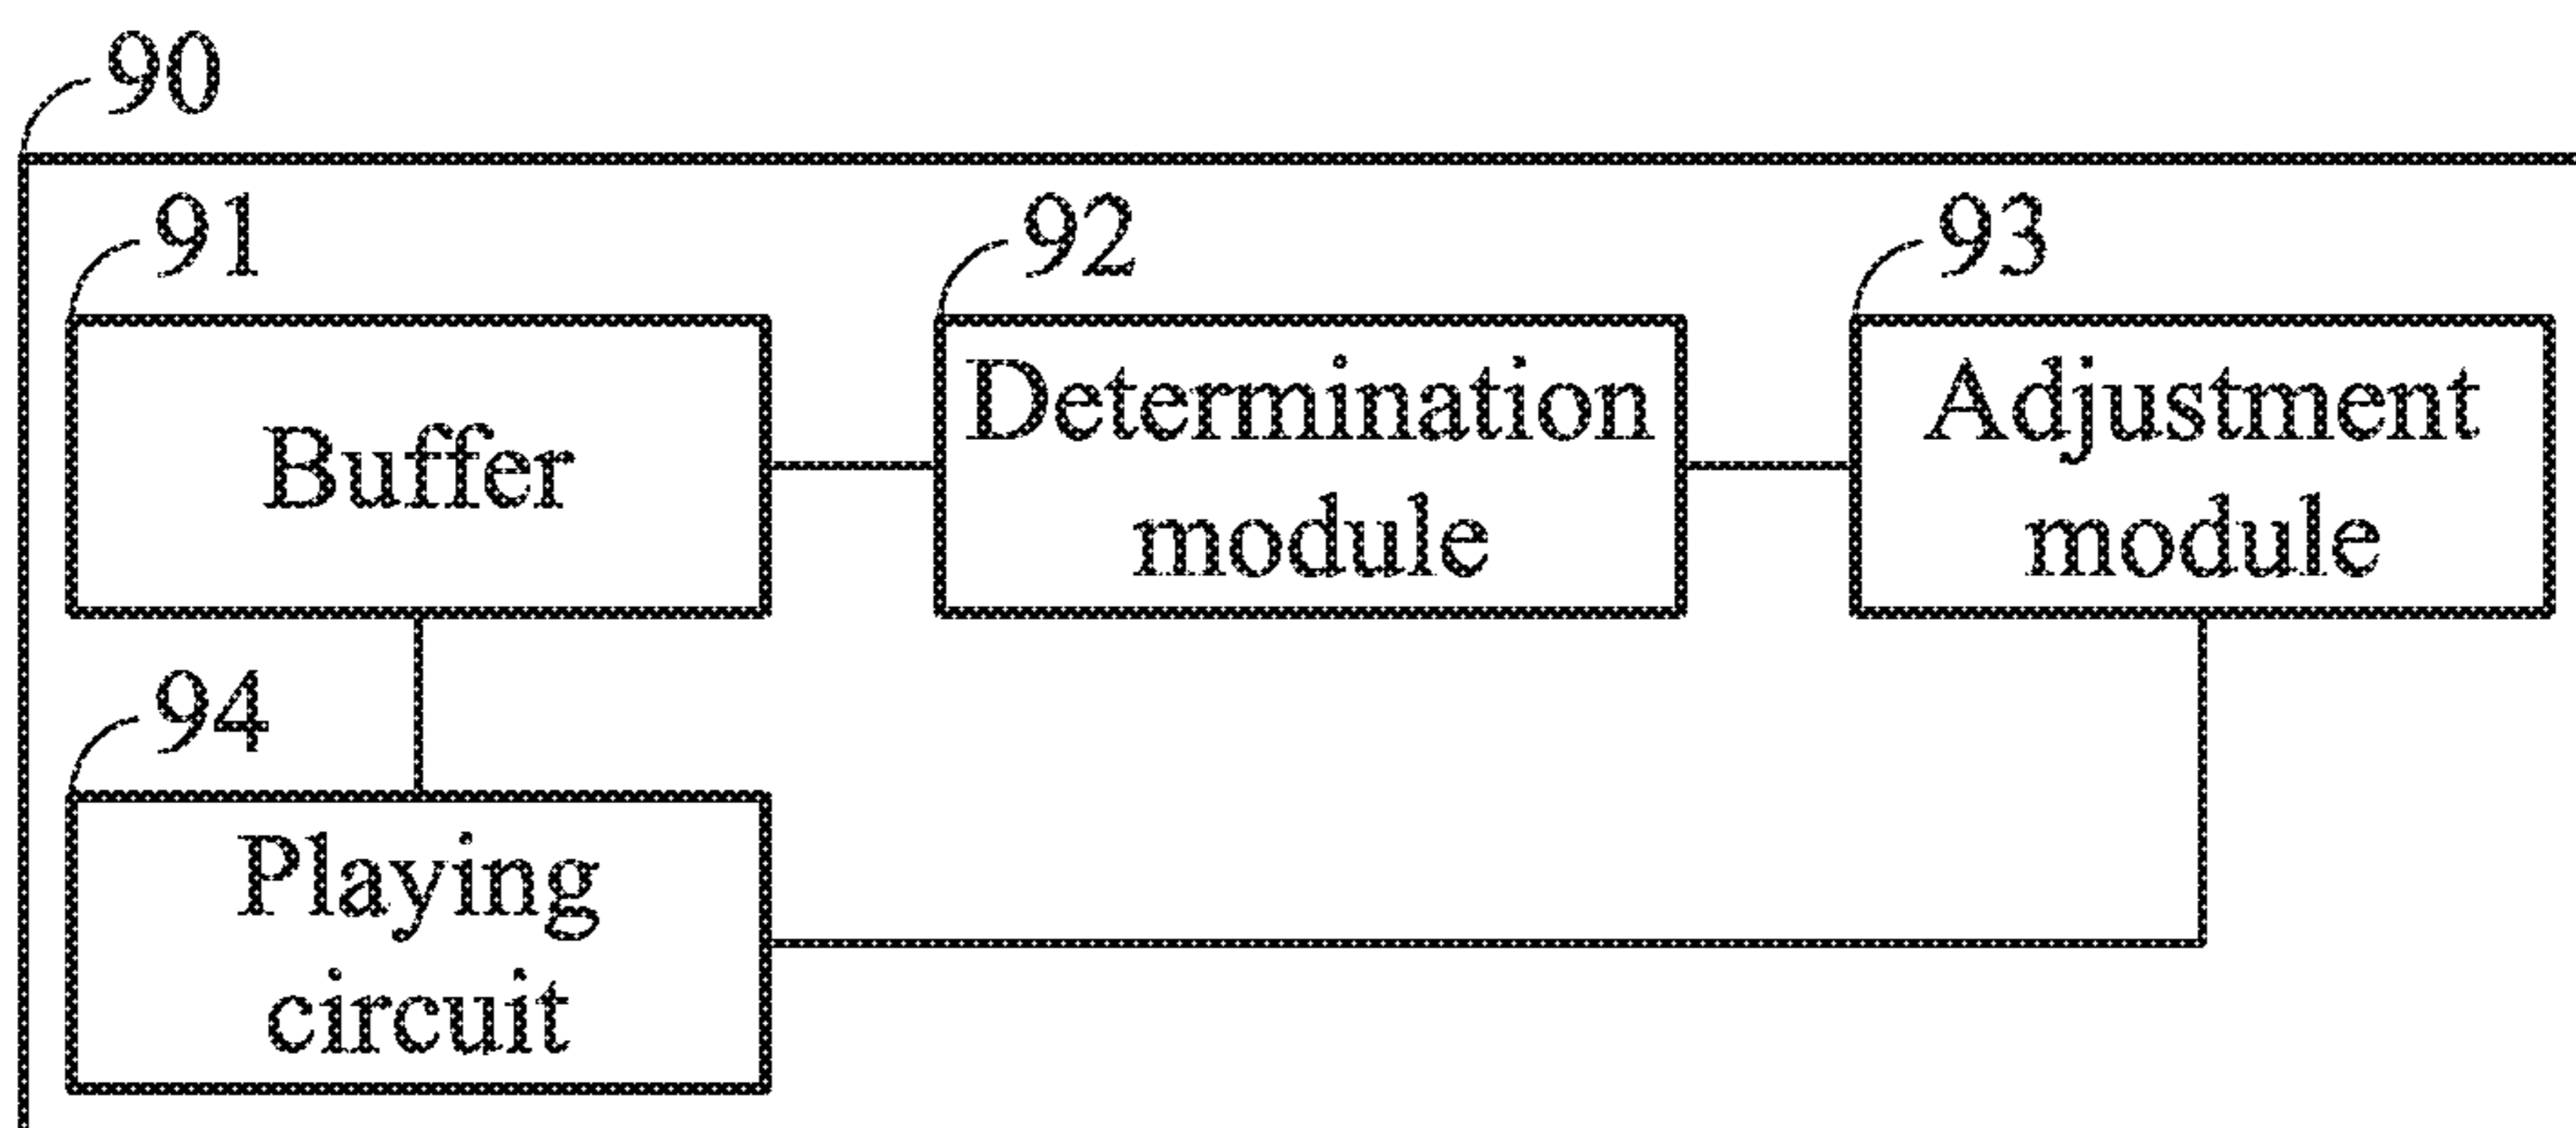 90
91
92
93
Buffer
Determination
module
Adjustment
module
94
Playing
circuit